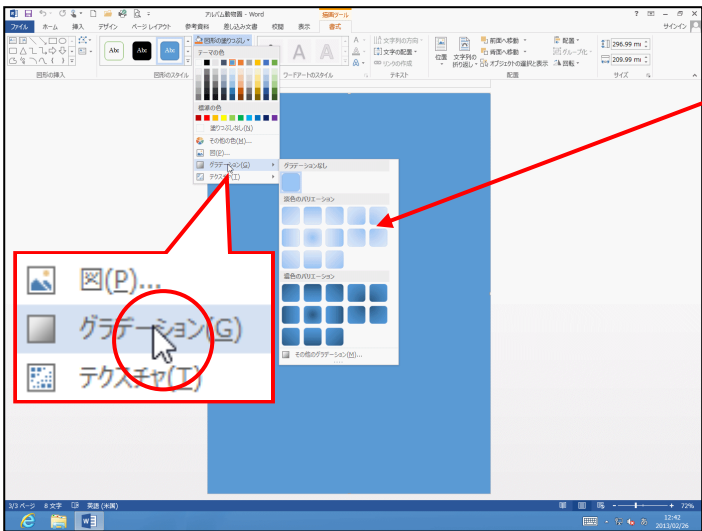 アルバム動物園 - Word
描画ツール
ファイル ホーム 挿入 デザイン ページレイアウト 参考資料 差し込み文書 校閲 表示 書式
サインイン
Abc Abc Abc
図形の塗りつぶし
A A
文字列の方向
文字の配置
リンクの作成
位置
文字列の
折り返し
前面へ移動
背面へ移動
オブジェクトの選択と表示
配置
グループ化
回転
296.99 mm
209.99 mm
図形の挿入
図形のスタイル
ワードアートのスタイル
テキスト
配置
サイズ
テーマの色
標準の色
塗りつぶしなし(N)
その他の色(M)...
図(P)...
グラデーション(G)
テクスチャ(T)
グラデーションなし
淡色のバリエーション
濃色のバリエーション
その他のグラデーション(M)...
図(P)...
グラデーション(G)
テクスチャ(T)
2/3 ページ 8 文字 英語 (米国)
72%
12:42
2013/02/26